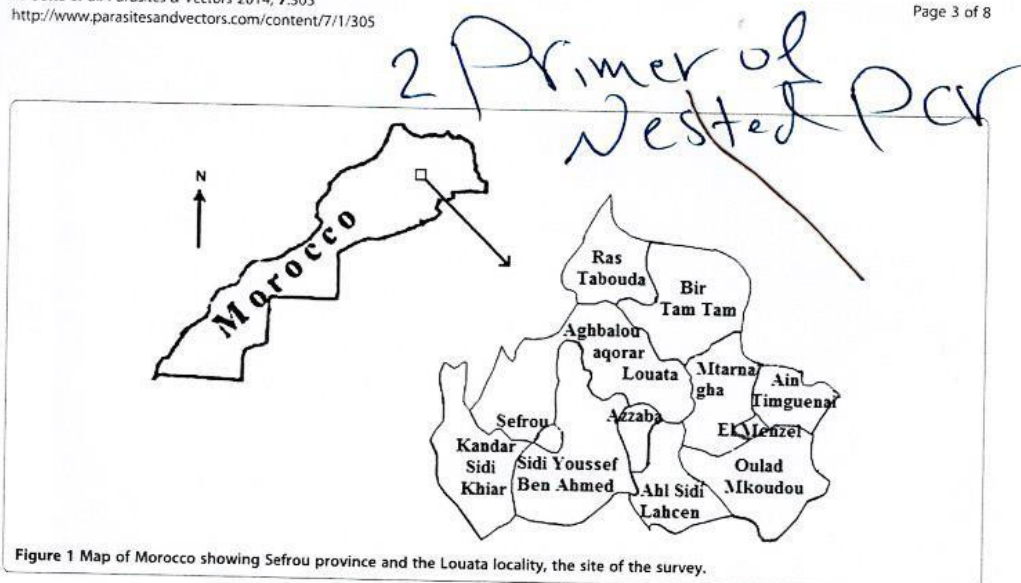 http://www.parasitesandvectors.com/content/7/1/305
Page 3 of 8
2 Primer of
Nested PCR
N
Morocco
Ras
Tabouda
Bir
Tam Tam
Aghbalou
aqorar
Louata
Mtarna
gha
Ain
Timguenai
Sefrou
Azzaba
El Menzel
Kandar
Sidi
Khiar
Sidi Youssef
Ben Ahmed
Oulad
Mkoudou
Ahl Sidi
Lahcen
Figure 1 Map of Morocco showing Sefrou province and the Louata locality, the site of the survey.